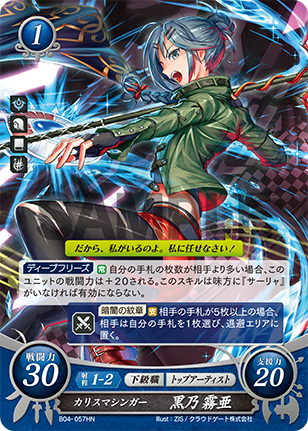 1
だから、私がいるのよ。私に任せなさい！
ディープフリーズ 常 自分の手札の枚数が相手より多い場合、この
ユニットの戦闘力は＋20される。このスキルは味方に『サーリャ』
がいなければ有効にならない。
暗闇の紋章 攻 相手の手札が5枚以上の場合、
相手は自分の手札を1枚選び、退避エリアに
置く。
戦闘力
30
射程 1-2 下級職 トップアーティスト
支援力
20
カリスマシンガー 黒乃 霧亜
B04-057HN Illust：ZIS / クラウドゲート株式会社